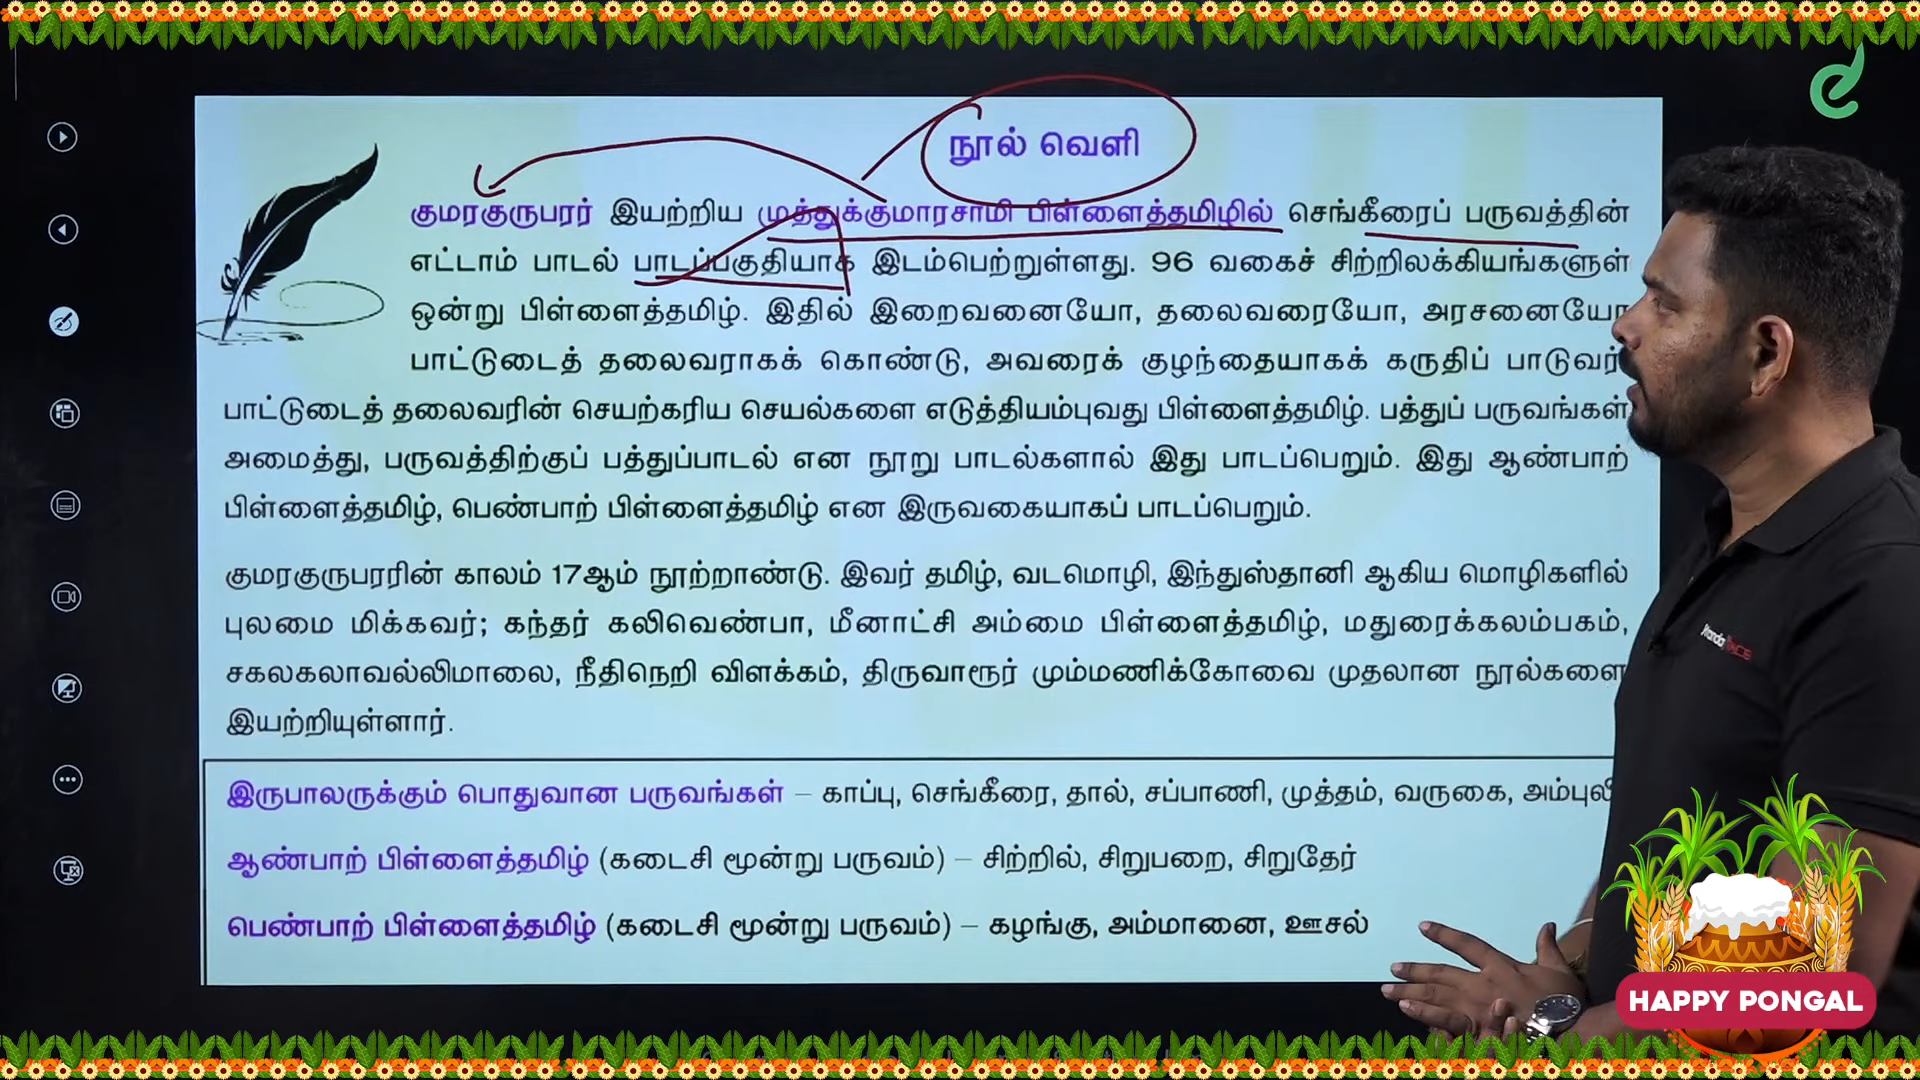 நூல் வெளி
குமரகுருபரர் இயற்றிய முத்துக்குமாரசாமி பிள்ளைத்தமிழில் செங்கீரைப் பருவத்தின்
எட்டாம் பாடல் பாடப்பகுதியாக இடம்பெற்றுள்ளது. 96 வகைச் சிற்றிலக்கியங்களுள்
ஒன்று பிள்ளைத்தமிழ். இதில் இறைவனையோ, தலைவரையோ, அரசனையோ
பாட்டுடைத் தலைவராகக் கொண்டு, அவரைக் குழந்தையாகக் கருதிப் பாடுவர்
பாட்டுடைத் தலைவரின் செயற்கரிய செயல்களை எடுத்தியம்புவது பிள்ளைத்தமிழ். பத்துப் பருவங்கள்
அமைத்து, பருவத்திற்குப் பத்துப்பாடல் என நூறு பாடல்களால் இது பாடப்பெறும். இது ஆண்பாற்
பிள்ளைத்தமிழ், பெண்பாற் பிள்ளைத்தமிழ் என இருவகையாகப் பாடப்பெறும்.
குமரகுருபரரின் காலம் 17ஆம் நூற்றாண்டு. இவர் தமிழ், வடமொழி, இந்துஸ்தானி ஆகிய மொழிகளில்
புலமை மிக்கவர்; கந்தர் கலிவெண்பா, மீனாட்சி அம்மை பிள்ளைத்தமிழ், மதுரைக்கலம்பகம்,
சகலகலாவல்லிமாலை, நீதிநெறி விளக்கம், திருவாரூர் மும்மணிக்கோவை முதலான நூல்களை
இயற்றியுள்ளார்.
இருபாலருக்கும் பொதுவான பருவங்கள் – காப்பு, செங்கீரை, தால், சப்பாணி, முத்தம், வருகை, அம்புலி
ஆண்பாற் பிள்ளைத்தமிழ் (கடைசி மூன்று பருவம்) – சிற்றில், சிறுபறை, சிறுதேர்
பெண்பாற் பிள்ளைத்தமிழ் (கடைசி மூன்று பருவம்) – கழங்கு, அம்மானை, ஊசல்
HAPPY PONGAL